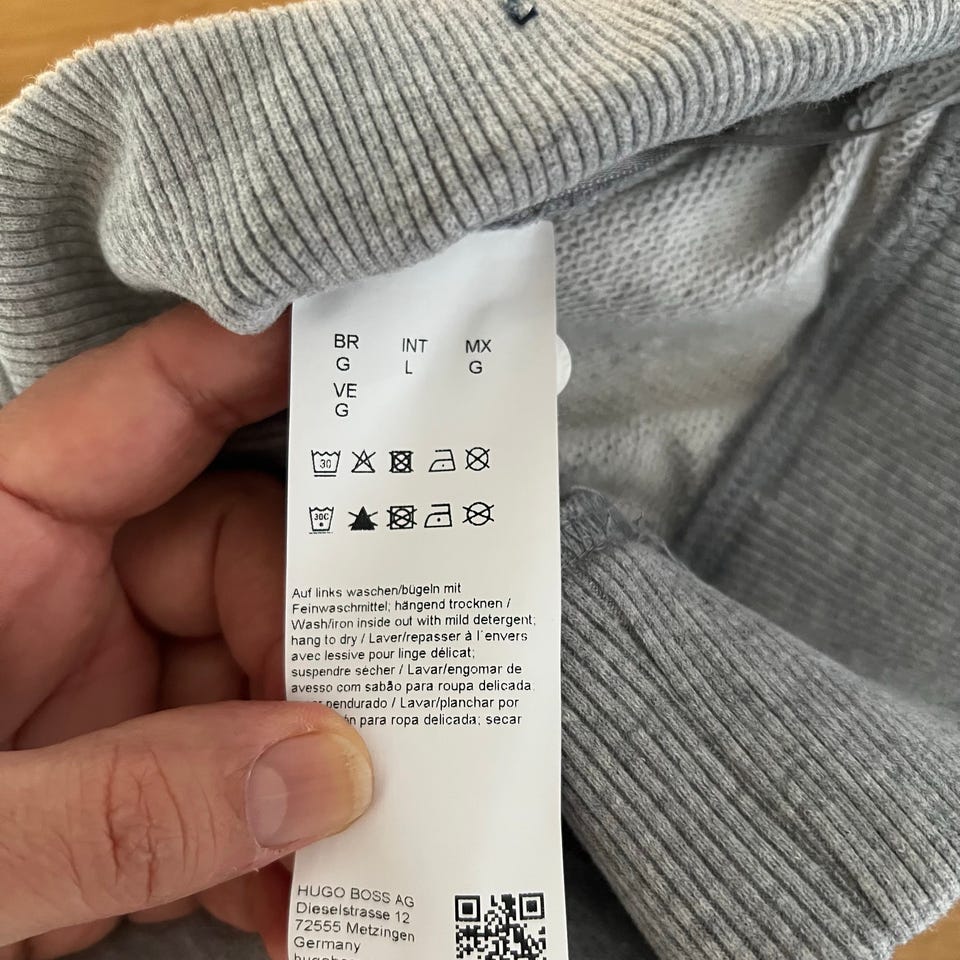 BR INT MX
G L G
VE
G
30
30C
Auf links waschen/bügeln mit
Feinwaschmittel; hängend trocknen /
Wash/iron inside out with mild detergent;
hang to dry / Laver/repasser à l´envers
avec lessive pour linge délicat;
suspendre sécher / Lavar/engomar de
avesso com sabão para roupa delicada
pendurado / Lavar/planchar por
para ropa delicada; secar
HUGO BOSS AG
Dieselstrasse 12
72555 Metzingen
Germany